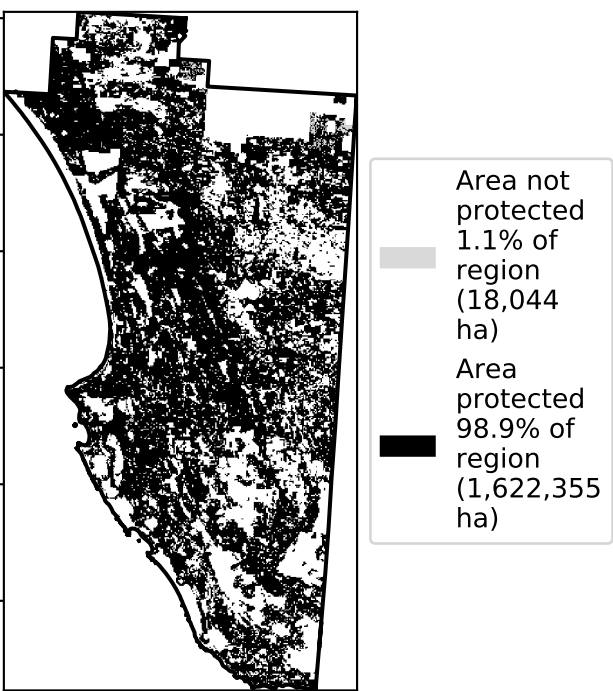 Area not
protected
1.1% of
region
(18,044
ha)
Area
protected
98.9% of
region
(1,622,355
ha)